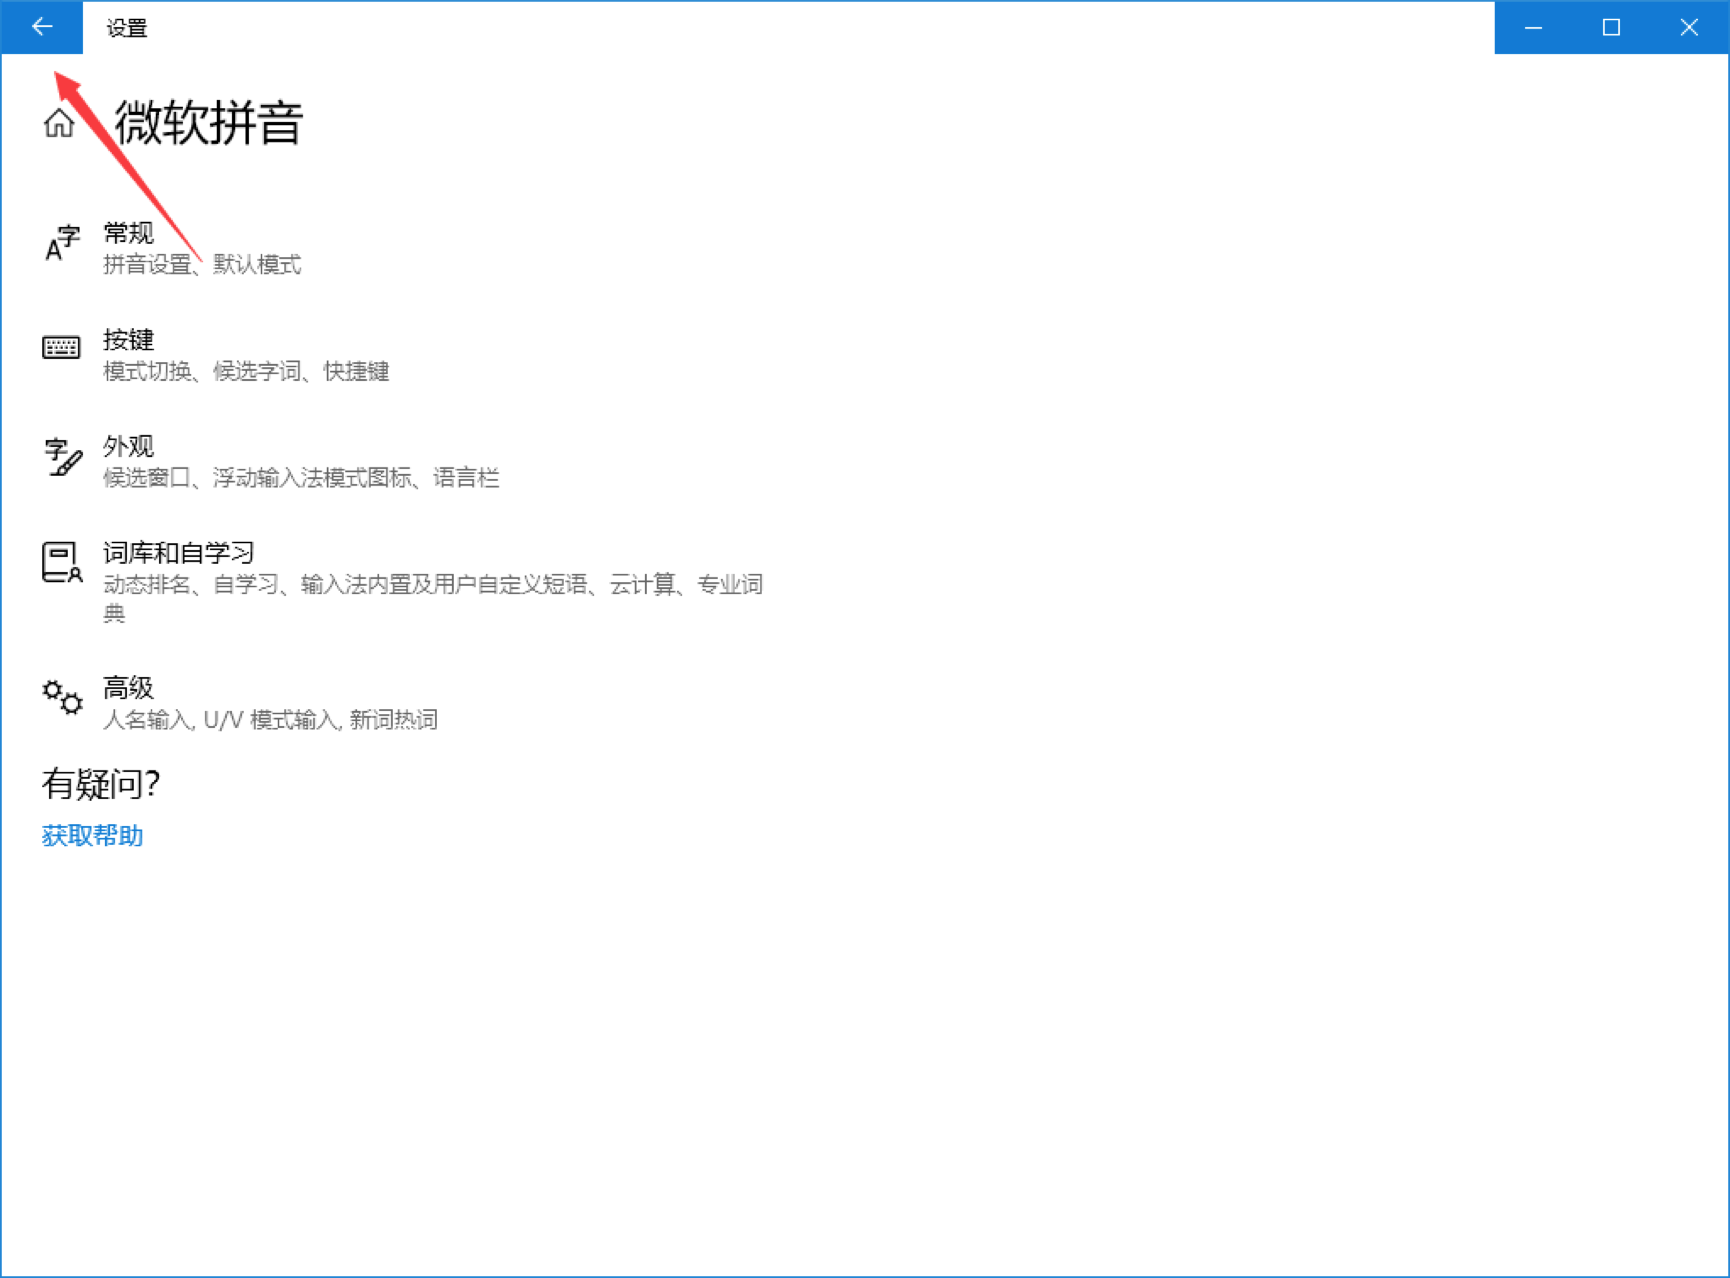 设置
微软拼音
常规
拼音设置、默认模式
按键
模式切换、候选字词、快捷键
外观
候选窗口、浮动输入法模式图标、语言栏
词库和自学习
动态排名、自学习、输入法内置及用户自定义短语、云计算、专业词
典
高级
人名输入, U/V 模式输入, 新词热词
有疑问?
获取帮助